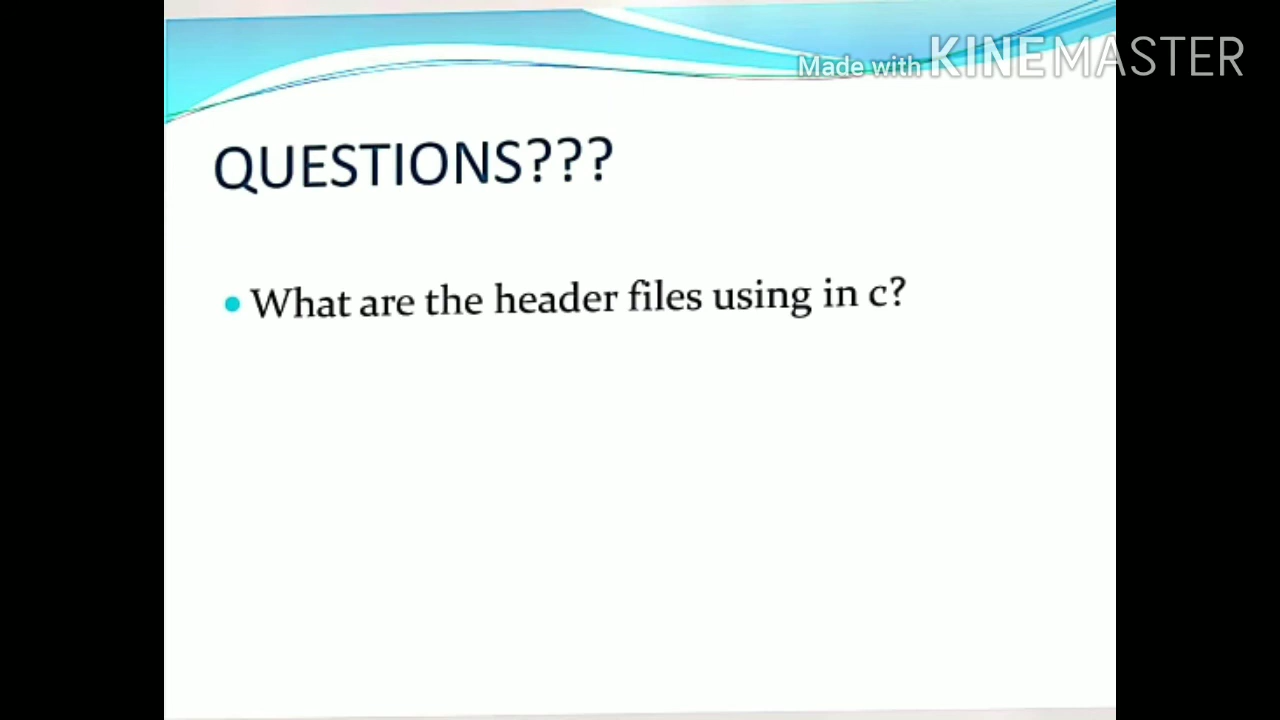 Made with KINEMASTER
QUESTIONS???
• What are the header files using in c?